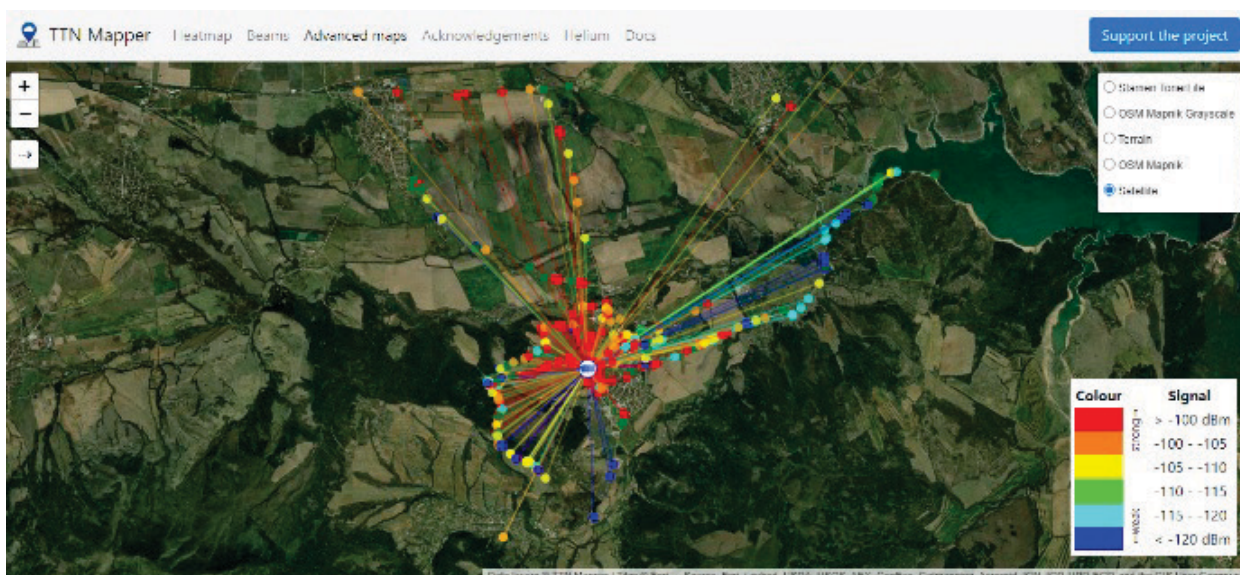 TTN Mapper Heatmap Beams Advanced maps Acknowledgements Helium Docs Support the project
+
−
Stamen TonerLite
OSM Mapnik Grayscale
Terrain
OSM Mapnik
Satellite
Colour Signal
strong
> -100 dBm
-100 - -105
-105 - -110
-110 - -115
weak
-115 - -120
< -120 dBm